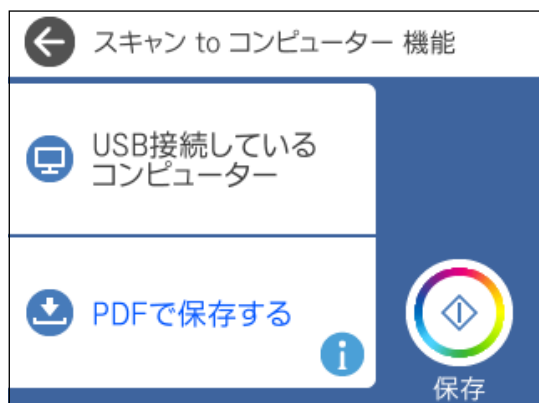 スキャン to コンピューター 機能
USB接続している
コンピューター
PDFで保存する
i
保存